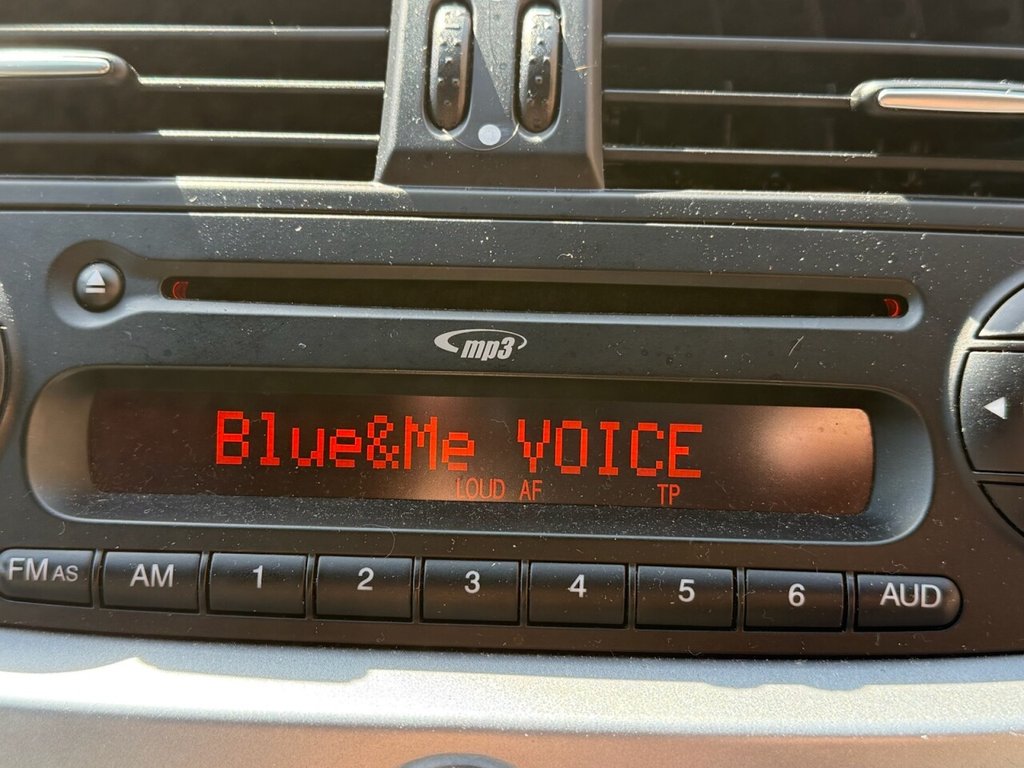 mp3
Blue&Me VOICE
LOUD AF TP
FM AS AM 1 2 3 4 5 6 AUD